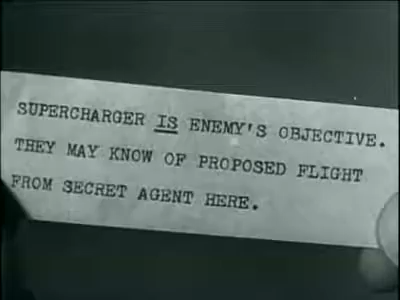 SUPERCHARGER IS ENEMY'S OBJECTIVE.
THEY MAY KNOW OF PROPOSED FLIGHT
FROM SECRET AGENT HERE.